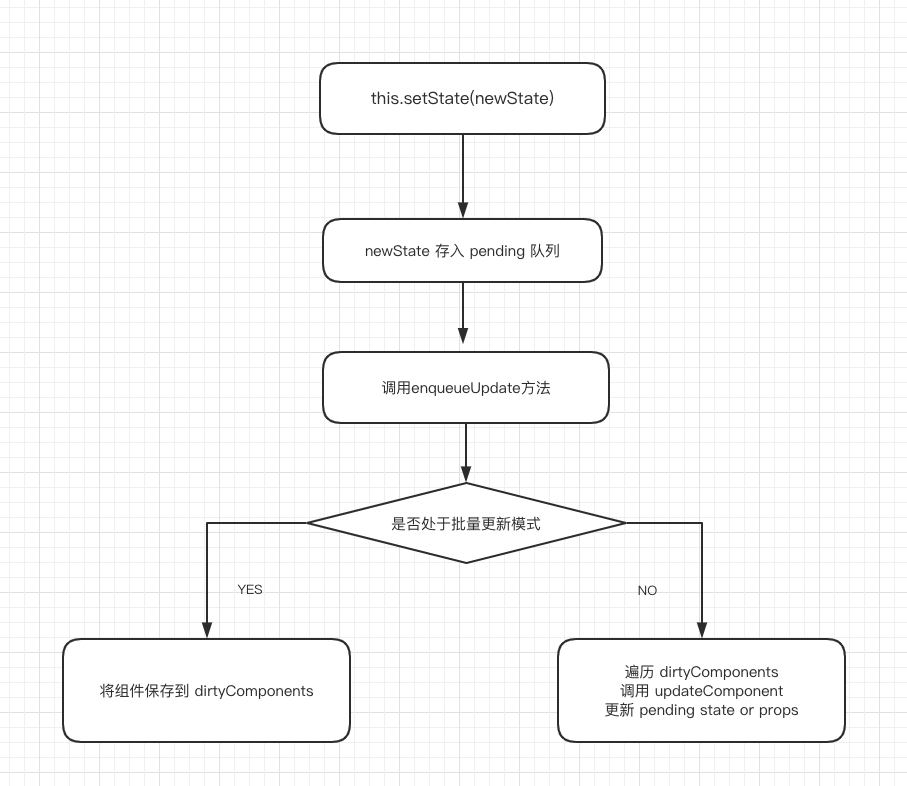 this.setState(newState)
newState 存入 pending 队列
调用enqueueUpdate方法
是否处于批量更新模式
YES
NO
将组件保存到 dirtyComponents
遍历 dirtyComponents
调用 updateComponent
更新 pending state or props